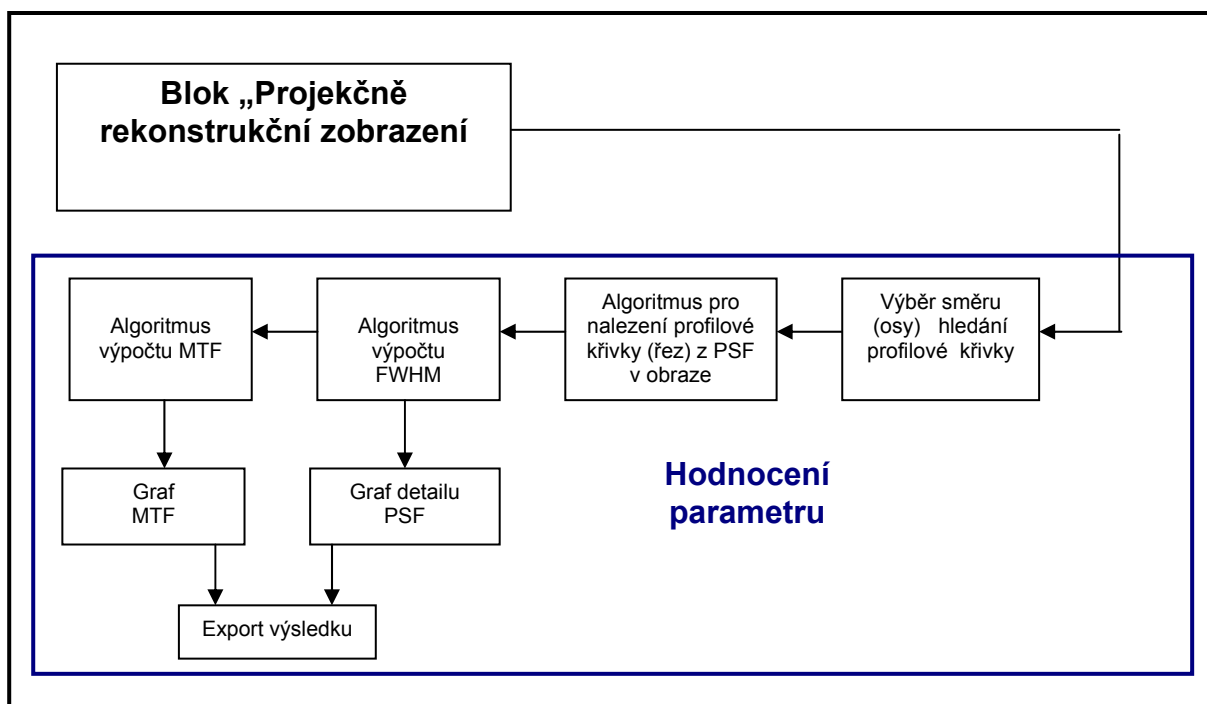 Blok „Projekčně
rekonstrukční zobrazení
Algoritmus
výpočtu MTF
Algoritmus
výpočtu
FWHM
Algoritmus pro
nalezení profilové
křivky (řez) z PSF
v obraze
Výběr směru
(osy) hledání
profilové křivky
Graf
MTF
Graf detailu
PSF
Hodnocení
parametru
Export výsledku